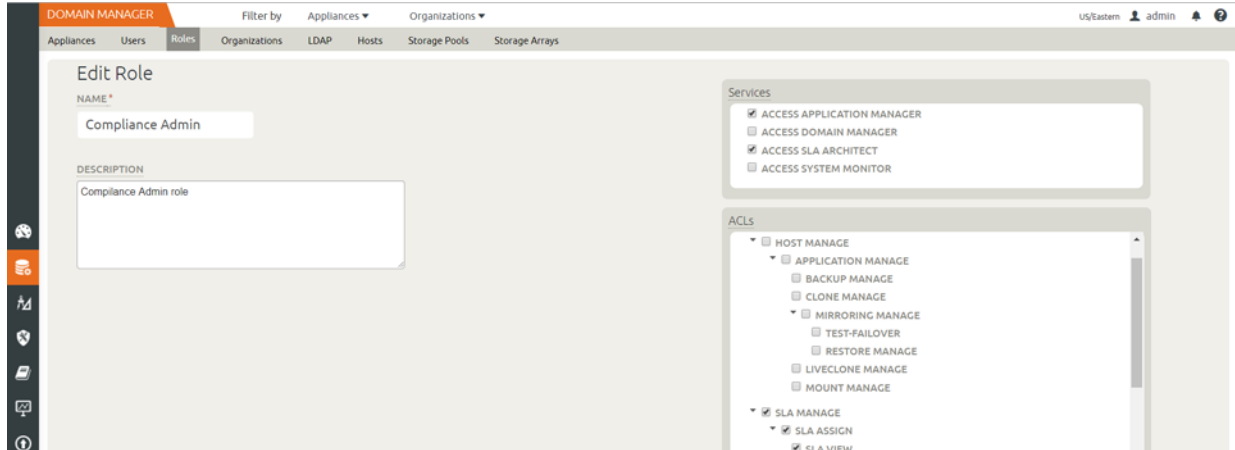 DOMAIN MANAGER Filter by Appliances ▾ Organizations ▾ US/Eastern admin
Appliances Users Roles Organizations LDAP Hosts Storage Pools Storage Arrays
Edit Role
NAME*
Compliance Admin
DESCRIPTION
Compilance Admin role
Services
ACCESS APPLICATION MANAGER
ACCESS DOMAIN MANAGER
ACCESS SLA ARCHITECT
ACCESS SYSTEM MONITOR
ACLs
HOST MANAGE
APPLICATION MANAGE
BACKUP MANAGE
CLONE MANAGE
MIRRORING MANAGE
TEST-FAILOVER
RESTORE MANAGE
LIVECLONE MANAGE
MOUNT MANAGE
SLA MANAGE
SLA ASSIGN
SLA VIEW